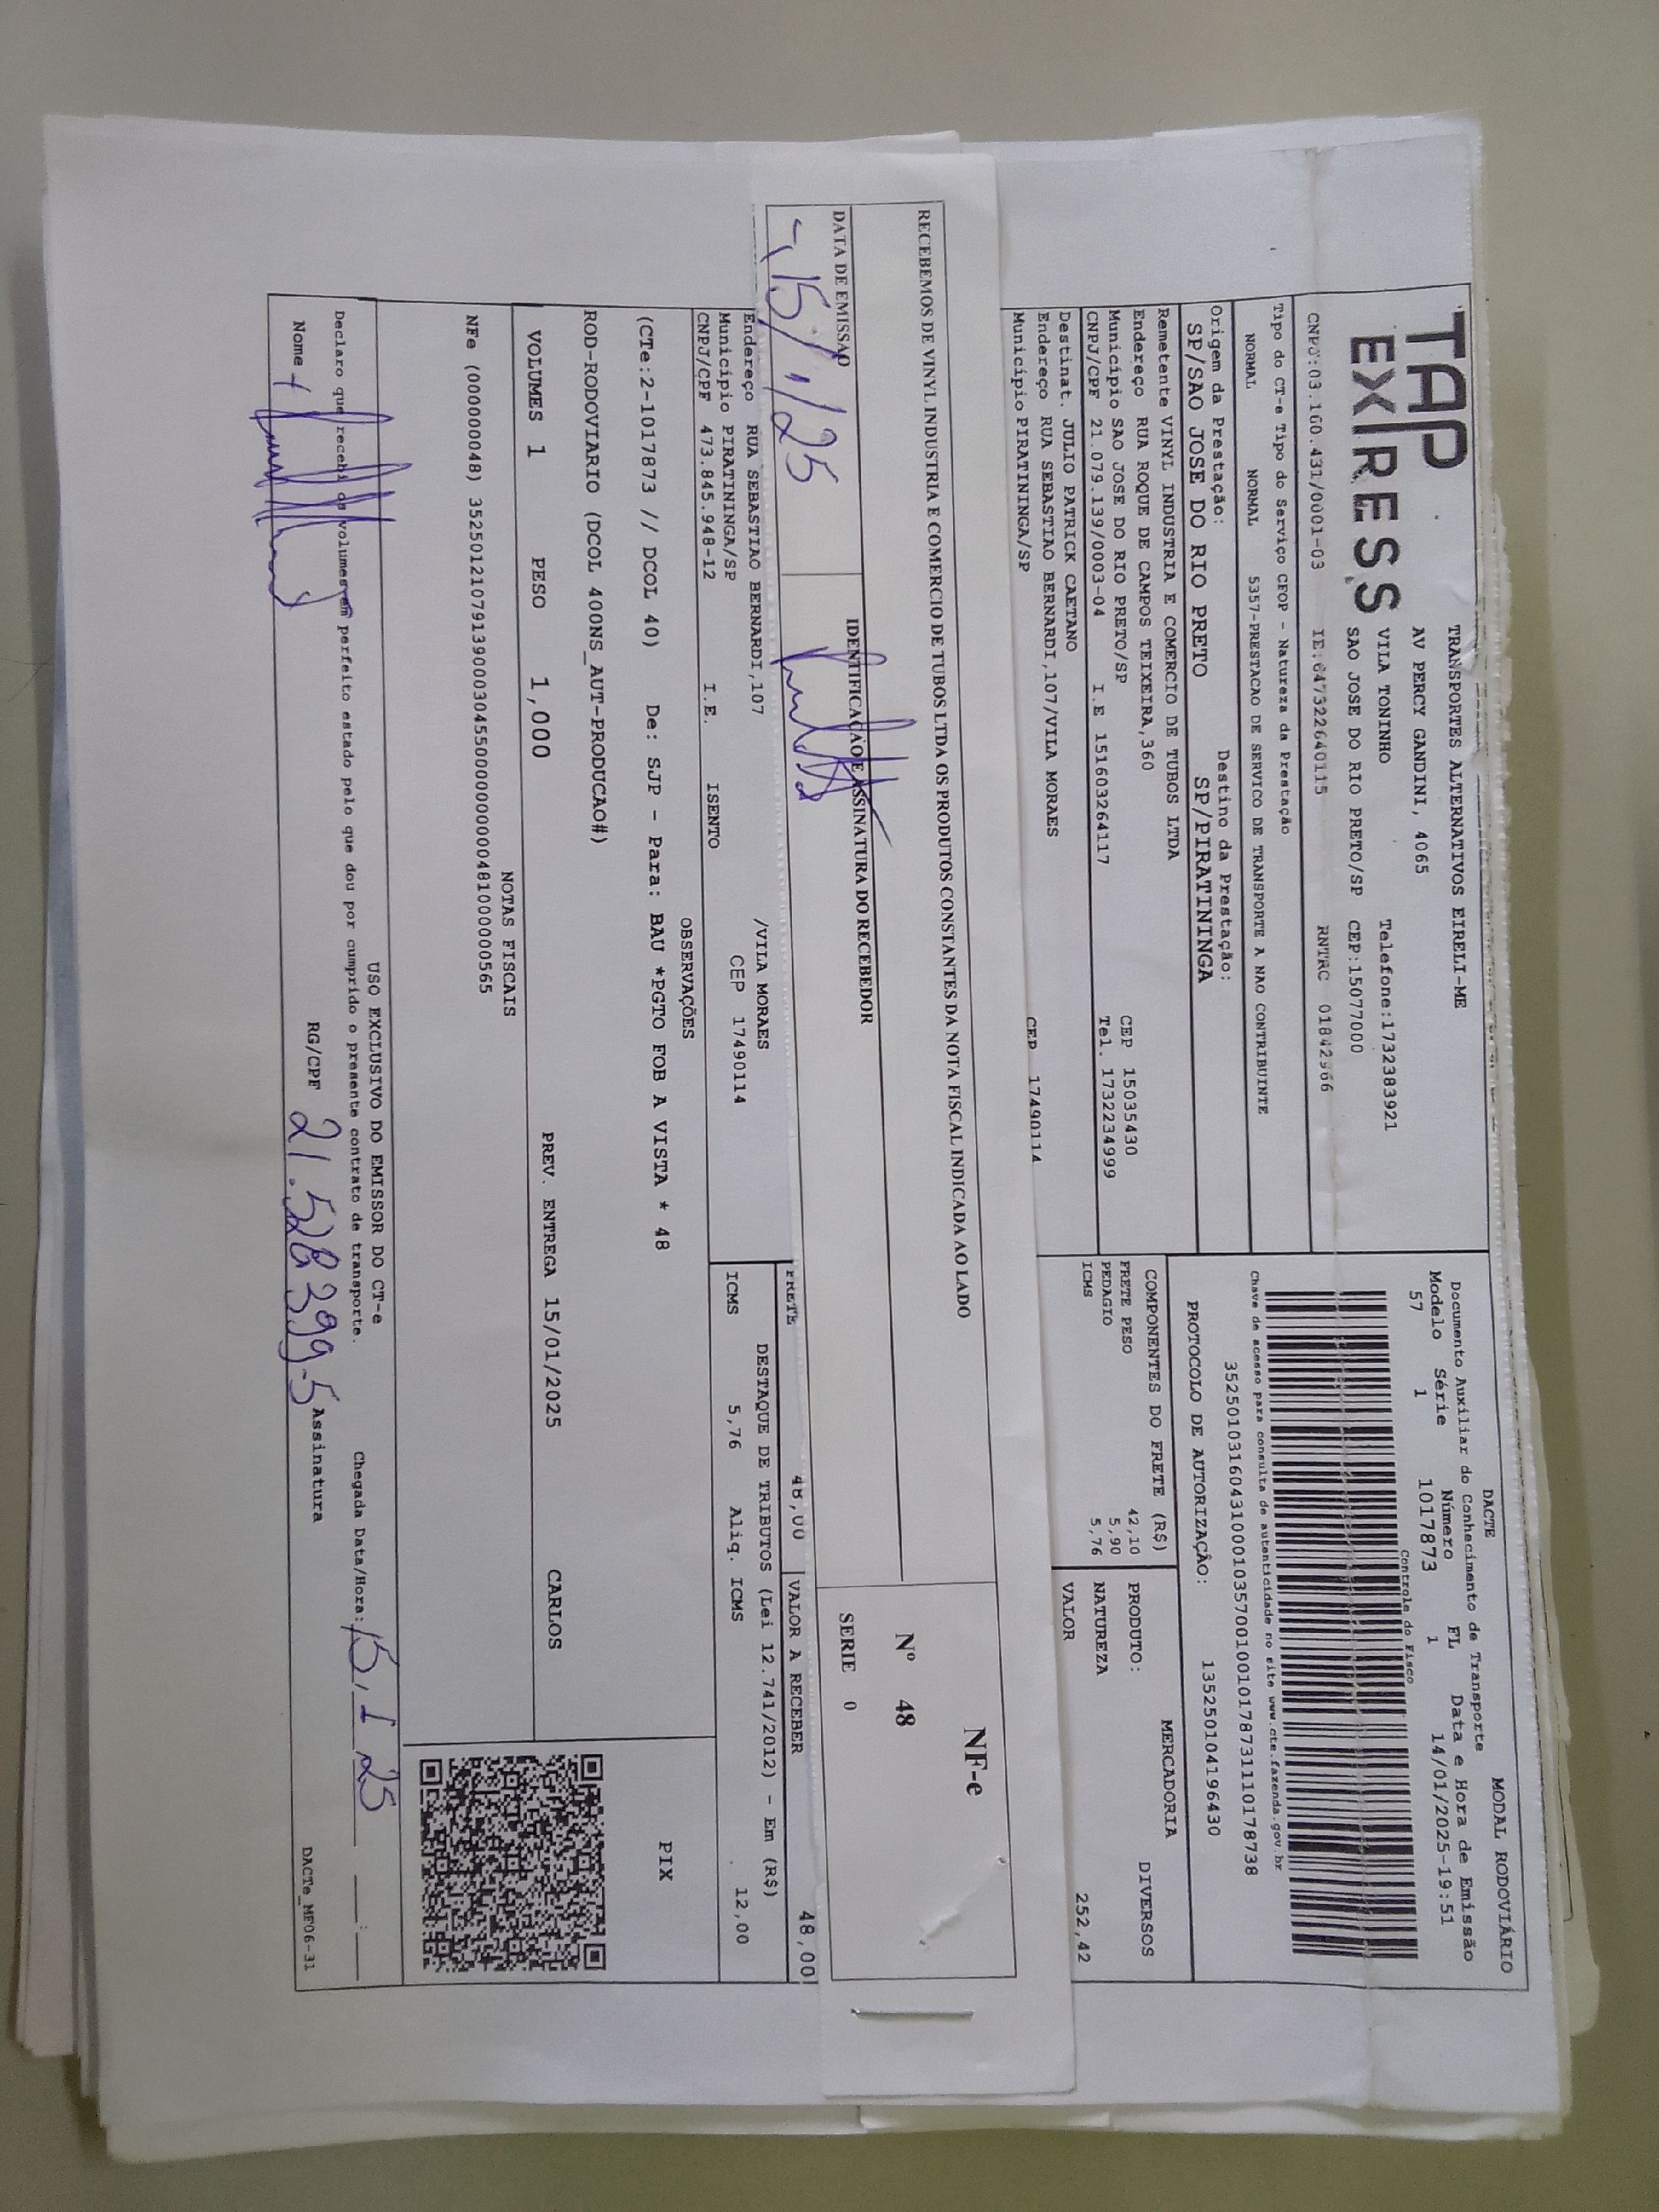 TAP
EXPRESS
TRANSPORTES ALTERNATIVOS EIRELI-ME
AV PERCY GANDINI, 4065
VILA TONINHO Telefone:1732383921
SAO JOSE DO RIO PRETO/SP CEP:15077000
CNPJ:03.160.431/0001-03 IE:647322640115 RNTRC 01842966
Tipo do CT-e Tipo do Serviço CFOP - Natureza da Prestação
NORMAL NORMAL 5357-PRESTACAO DE SERVICO DE TRANSPORTE A NAO CONTRIBUINTE
Origem da Prestação: Destino da Prestação:
SP/SAO JOSE DO RIO PRETO SP/PIRATININGA
Remetente VINYL INDUSTRIA E COMERCIO DE TUBOS LTDA
Endereço RUA ROQUE DE CAMPOS TEIXEIRA,360 CEP 15035430
Município SAO JOSE DO RIO PRETO/SP Tel. 1732234999
CNPJ/CPF 21.079.139/0003-04 I.E 151603264117
Destinat. JULIO PATRICK CAETANO
Endereço RUA SEBASTIAO BERNARDI,107/VILA MORAES
Município PIRATININGA/SP CEP 17490114
MODAL RODOVIÁRIO
DACTE
Documento Auxiliar do Conhecimento de Transporte
Modelo Série Número FL Data e Hora de Emissão
57 1 1017873 1 14/01/2025-19:51
Controle do Fisco
Chave de acesso para consulta de autenticidade no site www.cte.fazenda.gov.br
35250103160431000103570010010178731110178738
PROTOCOLO DE AUTORIZAÇÃO: 135250104196430
COMPONENTES DO FRETE (R$)
FRETE PESO 42,10
PEDAGIO 5,90
ICMS 5,76
MERCADORIA
PRODUTO: DIVERSOS
NATUREZA
VALOR 252,42
RECEBEMOS DE VINYL INDUSTRIA E COMERCIO DE TUBOS LTDA OS PRODUTOS CONSTANTES DA NOTA FISCAL INDICADA AO LADO
DATA DE EMISSÃO IDENTIFICAÇÃO E ASSINATURA DO RECEBEDOR
15/1/25
NF-e
Nº 48
SERIE 0
FRETE 48,00 VALOR A RECEBER 48,00
Endereço RUA SEBASTIAO BERNARDI,107 /VILA MORAES
Município PIRATININGA/SP CEP 17490114
CNPJ/CPF 473.845.948-12 I.E. ISENTO
DESTAQUE DE TRIBUTOS (Lei 12.741/2012) - Em (R$)
ICMS 5,76 Aliq. ICMS 12,00
OBSERVAÇÕES
(CTe:2-1017873 // DCOL 40) De: SJP - Para: BAU *PGTO FOB A VISTA * 48
ROD-RODOVIARIO (DCOL 400NS_AUT-PRODUCAO#)
PIX
VOLUMES 1 PESO 1,000 PREV. ENTREGA 15/01/2025 CARLOS
NOTAS FISCAIS
NFe (00000048) 35250121079139000304550000000000481000000565
USO EXCLUSIVO DO EMISSOR DO CT-e
Declaro que recebi os volumes em perfeito estado pelo que dou por cumprido o presente contrato de transporte. Chegada Data/Hora: 15/1/25
Nome RG/CPF 21.528399-5 Assinatura
DACTe_MF06-31